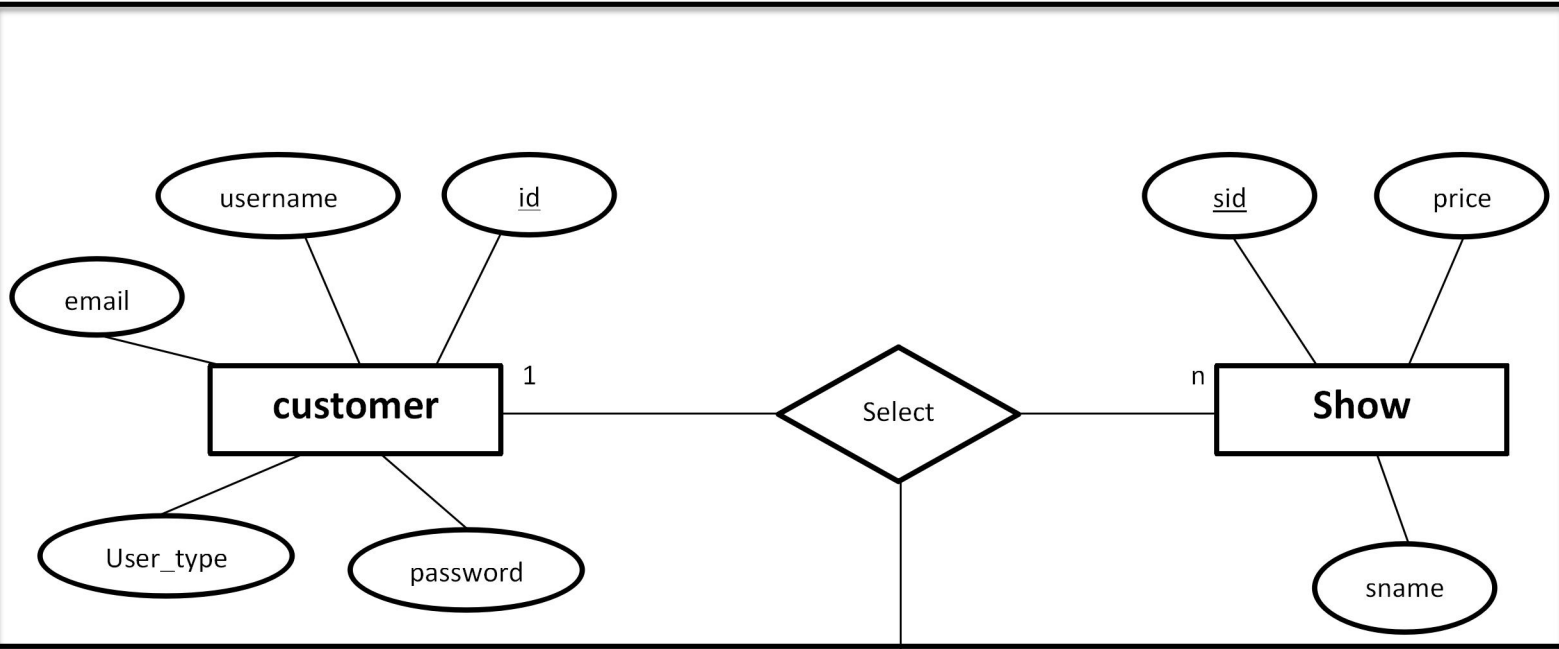 username
id
sid
price
email
customer
1
Select
n
Show
User_type
password
sname